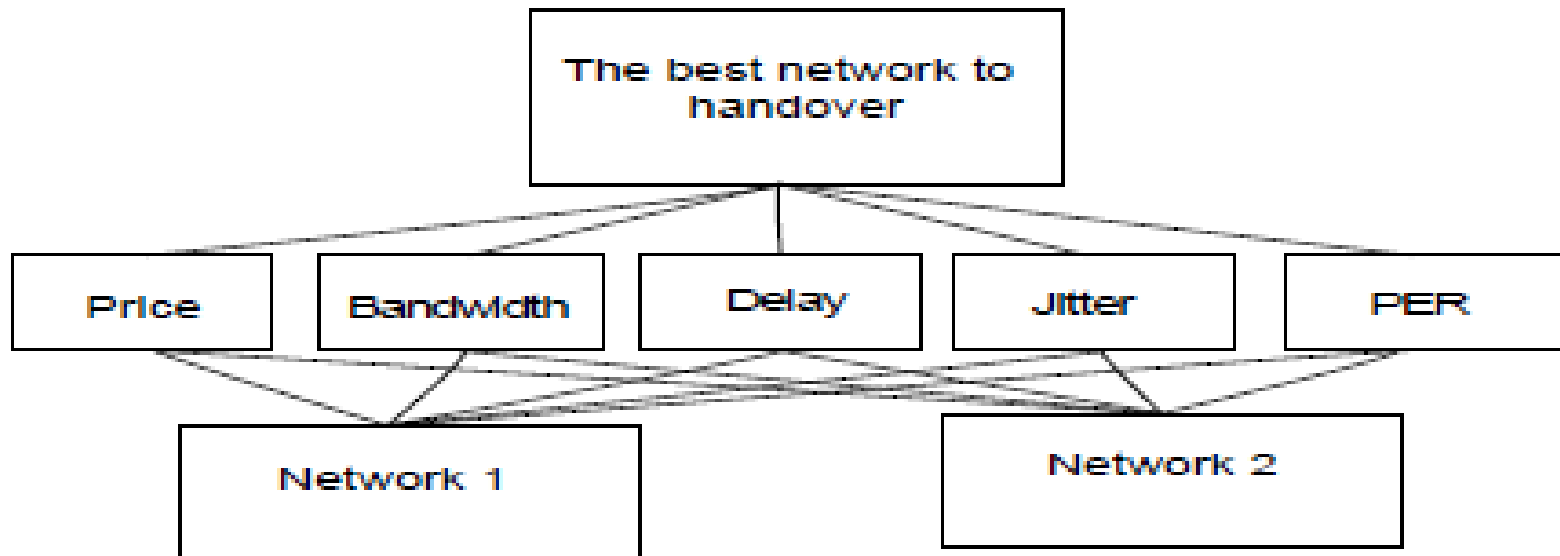 The best network to
handover
Price
Bandwidth
Delay
Jitter
PER
Network 1
Network 2